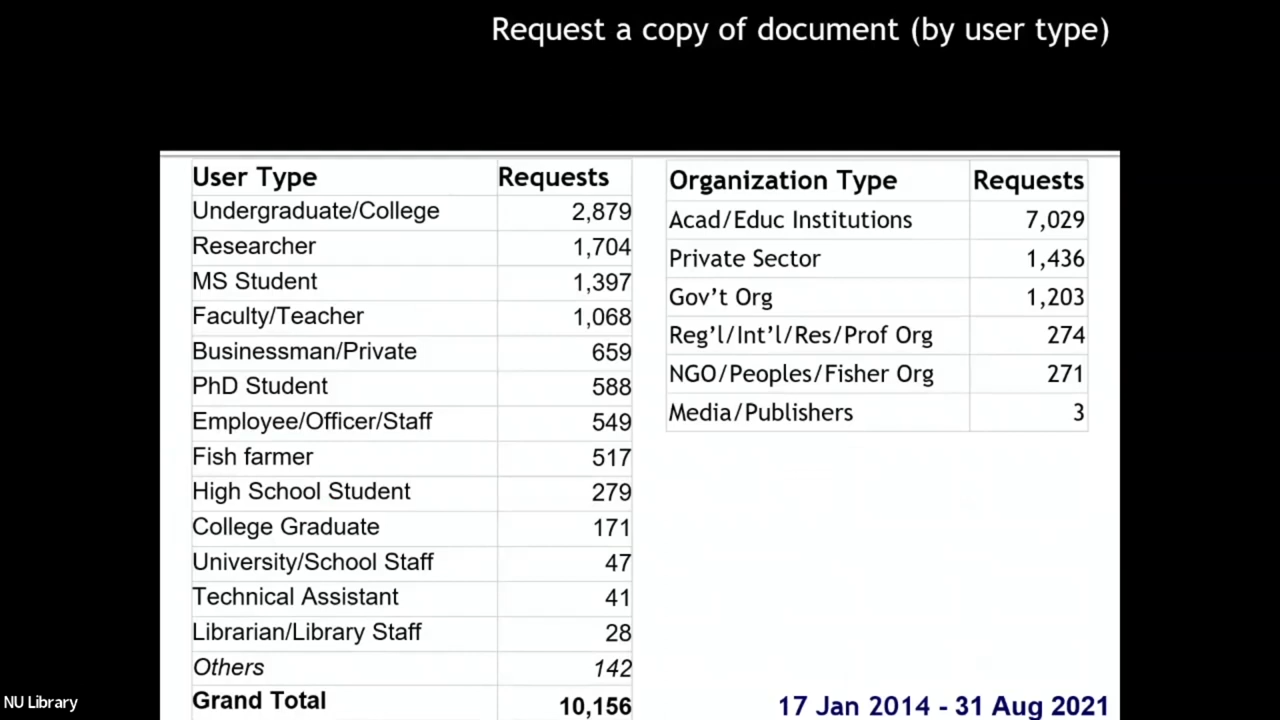 Request a copy of document (by user type)
User Type Requests
Undergraduate/College 2,879
Researcher 1,704
MS Student 1,397
Faculty/Teacher 1,068
Businessman/Private 659
PhD Student 588
Employee/Officer/Staff 549
Fish farmer 517
High School Student 279
College Graduate 171
University/School Staff 47
Technical Assistant 41
Librarian/Library Staff 28
Others 142
Grand Total 10,156
Organization Type Requests
Acad/Educ Institutions 7,029
Private Sector 1,436
Gov’t Org 1,203
Reg’l/Int’l/Res/Prof Org 274
NGO/Peoples/Fisher Org 271
Media/Publishers 3
17 Jan 2014 - 31 Aug 2021
NU Library